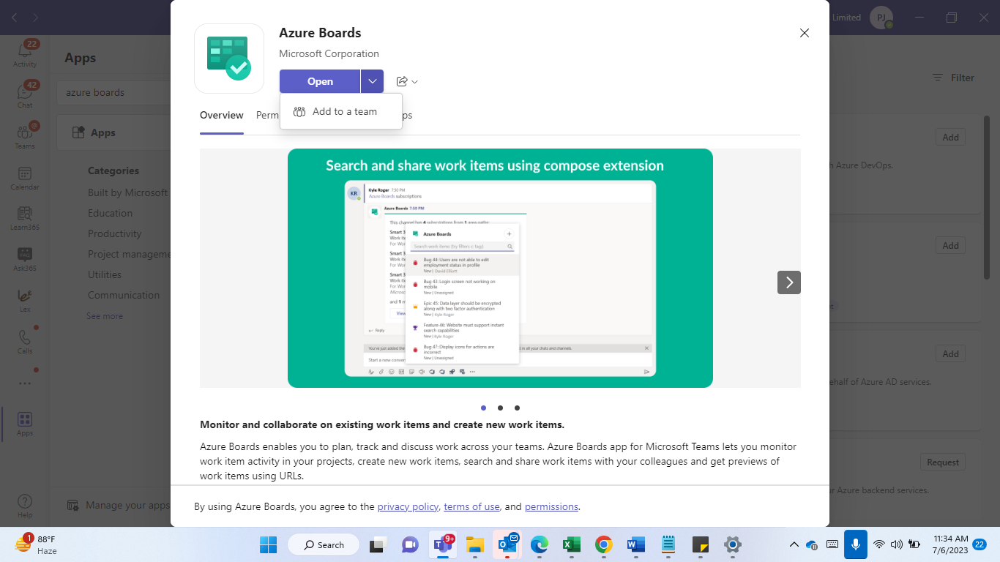 Limited
PJ
Azure Boards
Microsoft Corporation
Open
Add to a team
Overview
Perm
ps
22
Activity
42
Chat
@
Teams
Calendar
Learn365
FAQ
Ask365
Lex
Calls
Apps
Help
Apps
azure boards
Apps
Categories
Built by Microsoft
Education
Productivity
Project manageme
Utilities
Communication
See more
Manage your apps
Filter
Add
h Azure DevOps.
Add
t
Add
ehalf of Azure AD services.
Request
r Azure backend services.
Search and share work items using compose extension
KR
Kyle Roger 7:50 PM
Azure Boards subscriptions
Azure Boards 7:50 PM
This channel has 4 subscriptions from 1 area paths
Smart 3
Work it
For Wor
Smart 3
Work it
For Wor
Smart 3
Work it
For Wor
Microso
and 1 m
View
Reply
Azure Boards
Search work items (try filters e: tag)
Bug 44: Users are not able to edit
employment status in profile
New | David Elliott
Bug 43: Login screen not working on
mobile
New | Unassigned
Epic 45: Data layer should be encrypted
along with two factor authentication
New | Kyle Roger
Feature 46: Website must support instant
search capabilities
New | Kyle Roger
Bug 47: Display icons for actions are
incorrect
New | Unassigned
You've just added the
in all your chats and channels.
Start a new conver
Monitor and collaborate on existing work items and create new work items.
Azure Boards enables you to plan, track and discuss work across your teams. Azure Boards app for Microsoft Teams lets you monitor
work item activity in your projects, create new work items, search and share work items with your colleagues and get previews of
work items using URLs.
By using Azure Boards, you agree to the privacy policy, terms of use, and permissions.
1
88°F
Haze
Search
9+
11:34 AM
7/6/2023
22